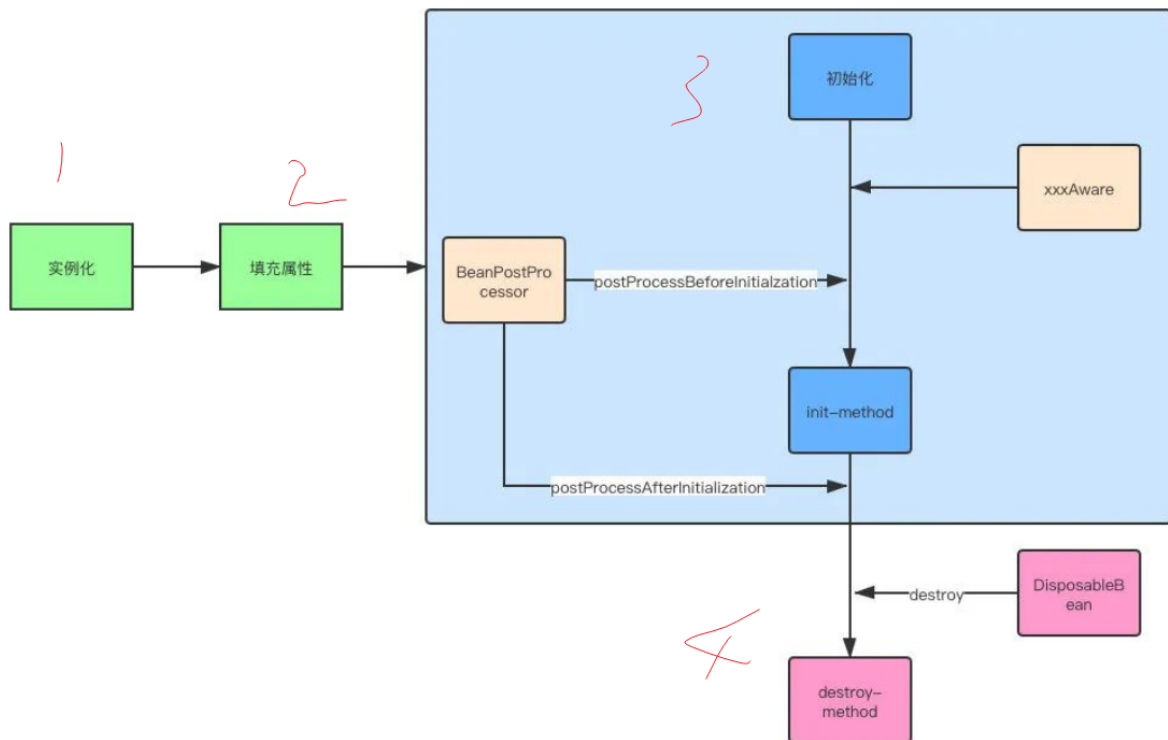 3
初始化
1
2
xxxAware
实例化
填充属性
BeanPostPro
cessor
postProcessBeforeInitialzation
init-method
postProcessAfterInitialization
DisposableB
ean
destroy
4
destroy-
method